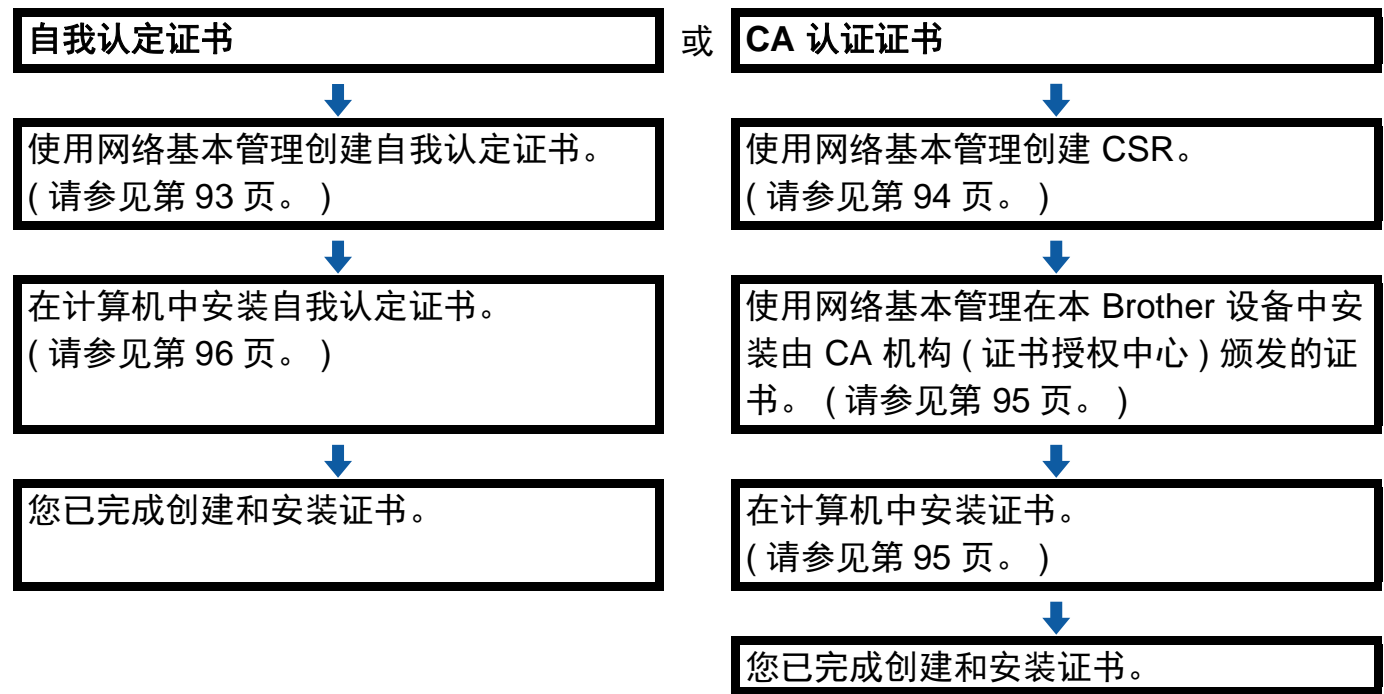 自我认定证书
或
CA 认证证书
使用网络基本管理创建自我认定证书。
( 请参见第 93 页。 )
使用网络基本管理创建 CSR。
( 请参见第 94 页。 )
在计算机中安装自我认定证书。
( 请参见第 96 页。 )
使用网络基本管理在本 Brother 设备中安
装由 CA 机构 ( 证书授权中心 ) 颁发的证
书。 ( 请参见第 95 页。 )
您已完成创建和安装证书。
在计算机中安装证书。
( 请参见第 95 页。 )
您已完成创建和安装证书。